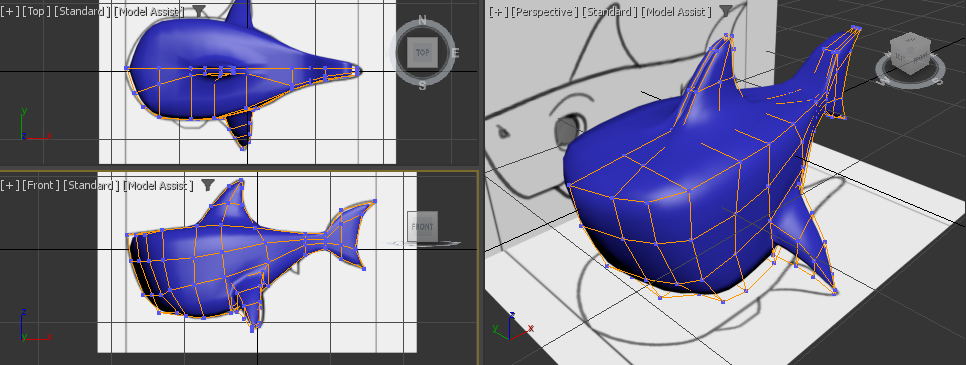 [+] [Top] [Standard] [Model Assist]
N
E
S
TOP
y
z x
[+] [Front] [Standard] [Model Assist]
FRONT
z
y x
[+] [Perspective] [Standard] [Model Assist]
z
y x